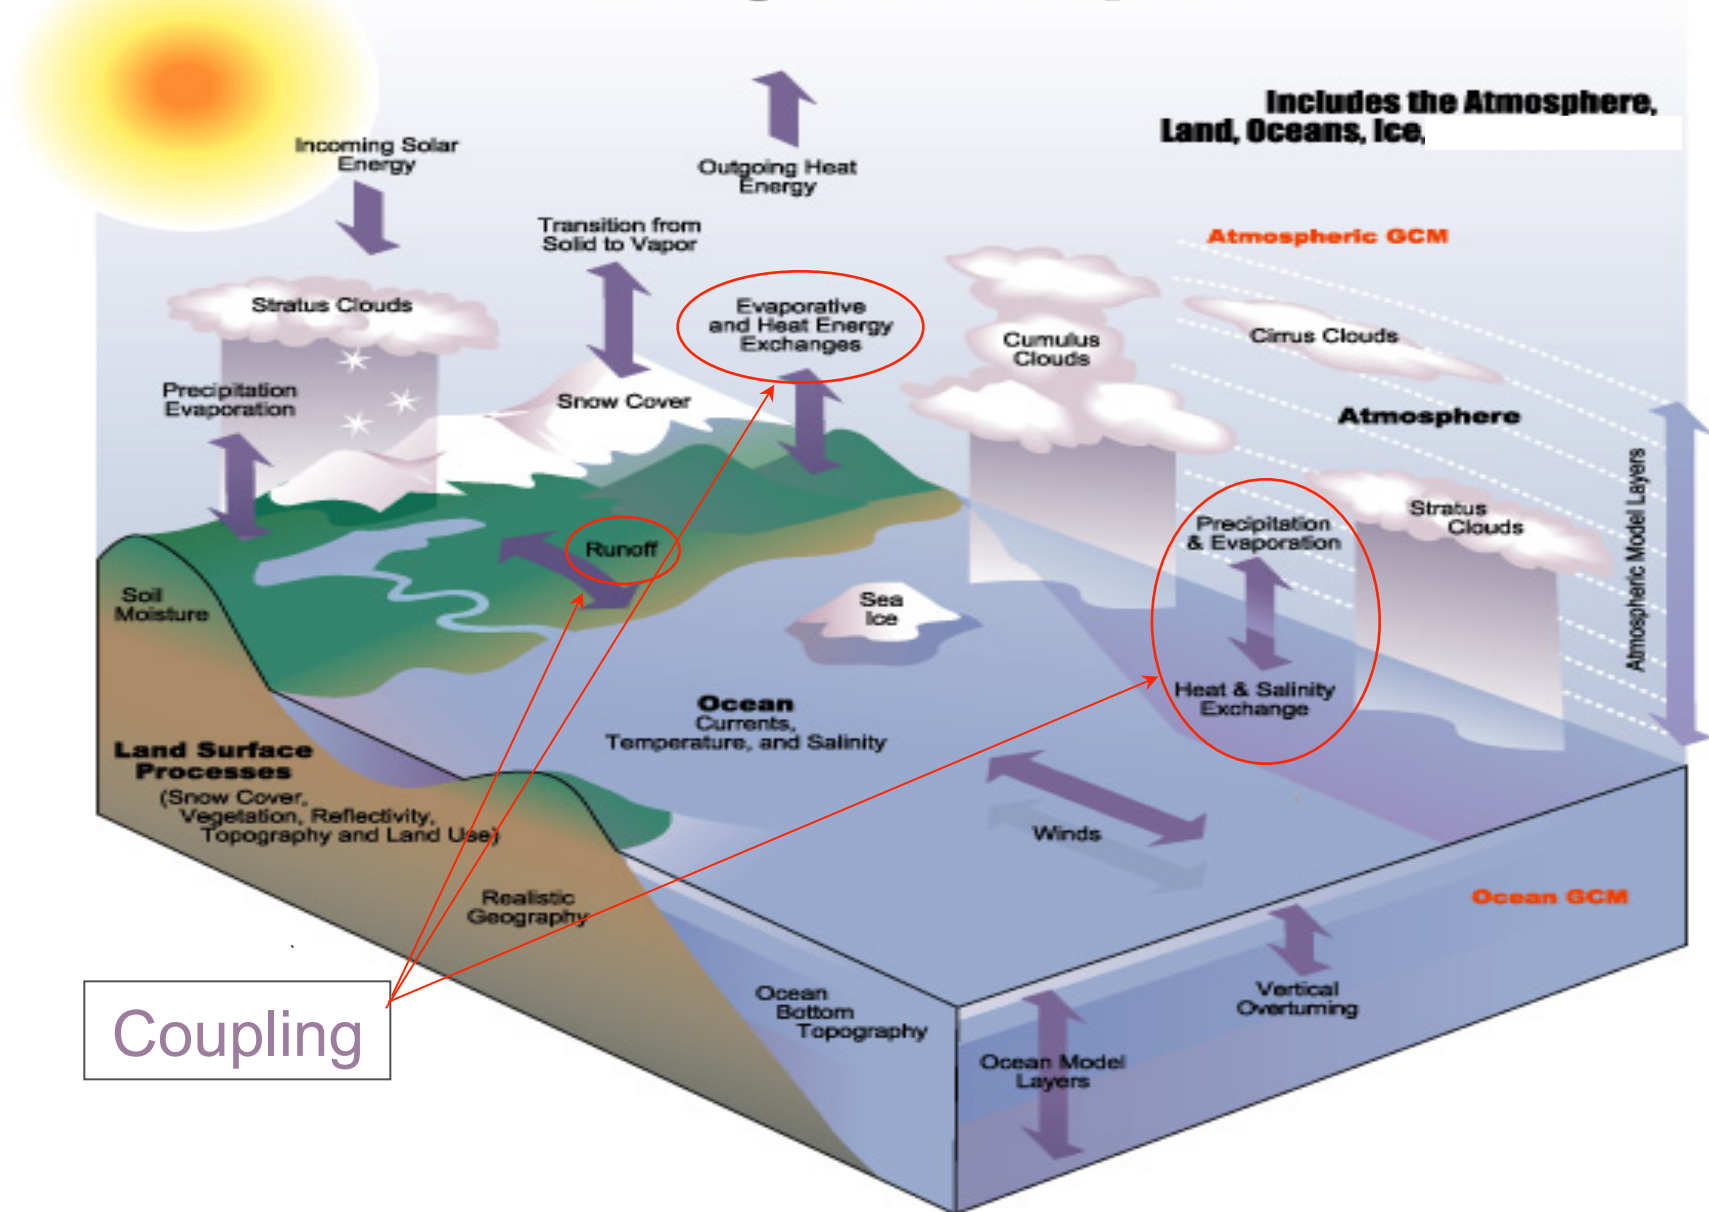 Includes the Atmosphere,
Land, Oceans, Ice,
Incoming Solar
Energy
Outgoing Heat
Energy
Transition from
Solid to Vapor
Atmospheric GCM
Stratus Clouds
Evaporative
and Heat Energy
Exchanges
Cumulus
Clouds
Cirrus Clouds
Precipitation
Evaporation
Snow Cover
Atmosphere
Atmospheric Model Layers
Stratus
Clouds
Precipitation
& Evaporation
Runoff
Soil
Moisture
Sea
Ice
Heat & Salinity
Exchange
Ocean
Currents,
Temperature, and Salinity
Land Surface
Processes
(Snow Cover,
Vegetation, Reflectivity,
Topography and Land Use)
Winds
Realistic
Geography
Ocean GCM
Coupling
Ocean
Bottom
Topography
Vertical
Overturning
Ocean Model
Layers